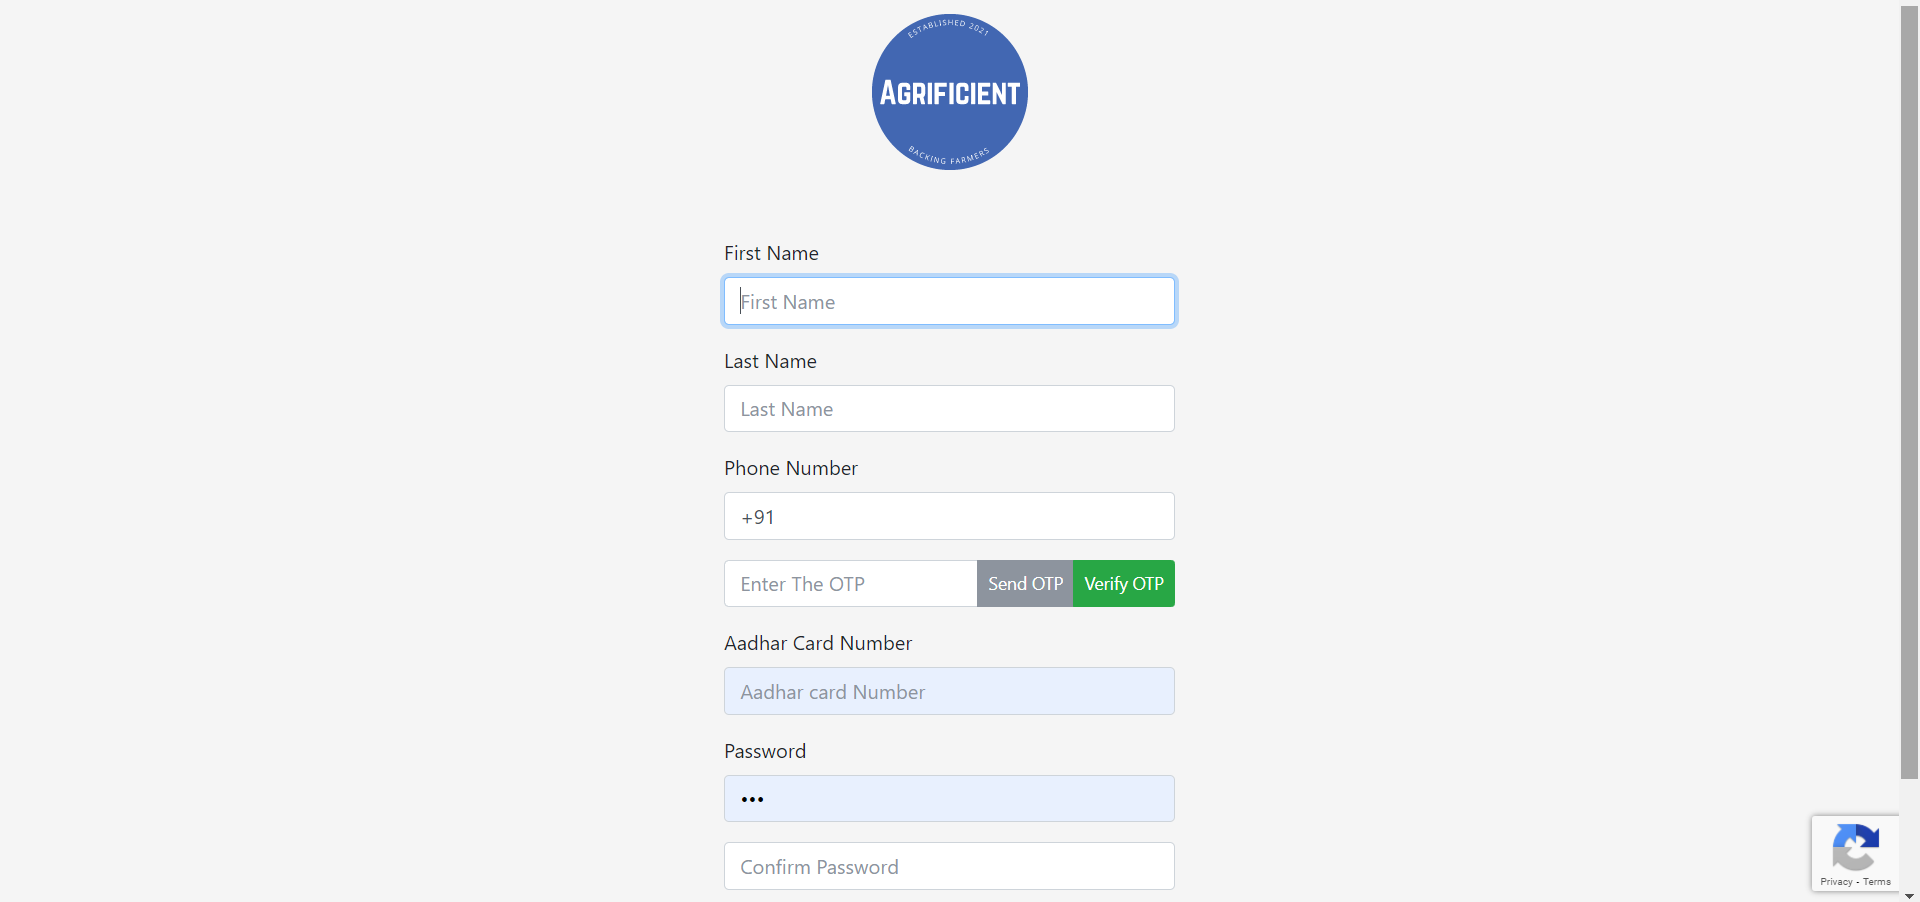 ESTABLISHED 2021
AGRIFICIENT
BACKING FARMERS
First Name
First Name
Last Name
Last Name
Phone Number
+91
Enter The OTP Send OTP Verify OTP
Aadhar Card Number
Aadhar card Number
Password
•••
Confirm Password
Privacy - Terms